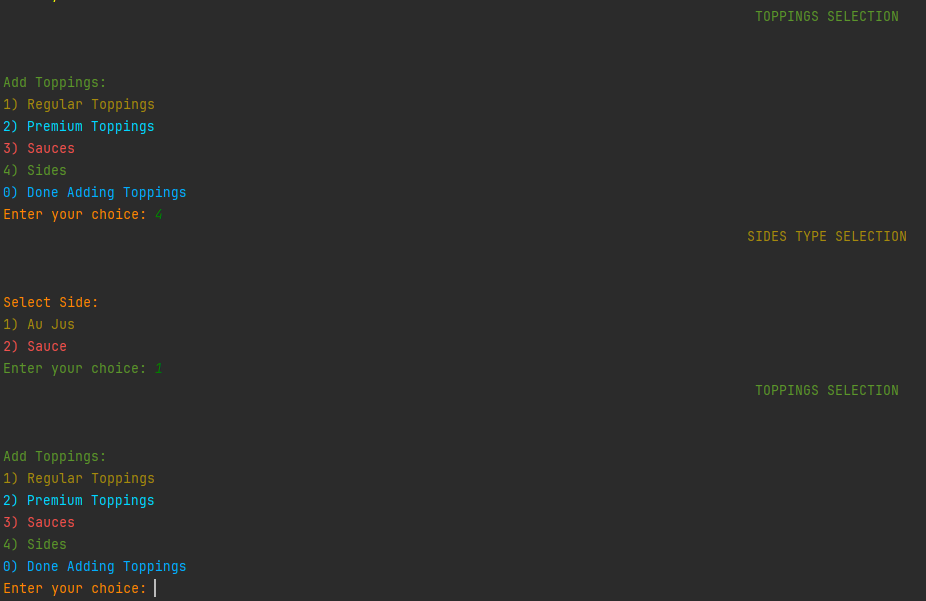 TOPPINGS SELECTION
Add Toppings:
1) Regular Toppings
2) Premium Toppings
3) Sauces
4) Sides
0) Done Adding Toppings
Enter your choice: 4
SIDES TYPE SELECTION
Select Side:
1) Au Jus
2) Sauce
Enter your choice: 1
TOPPINGS SELECTION
Add Toppings:
1) Regular Toppings
2) Premium Toppings
3) Sauces
4) Sides
0) Done Adding Toppings
Enter your choice: